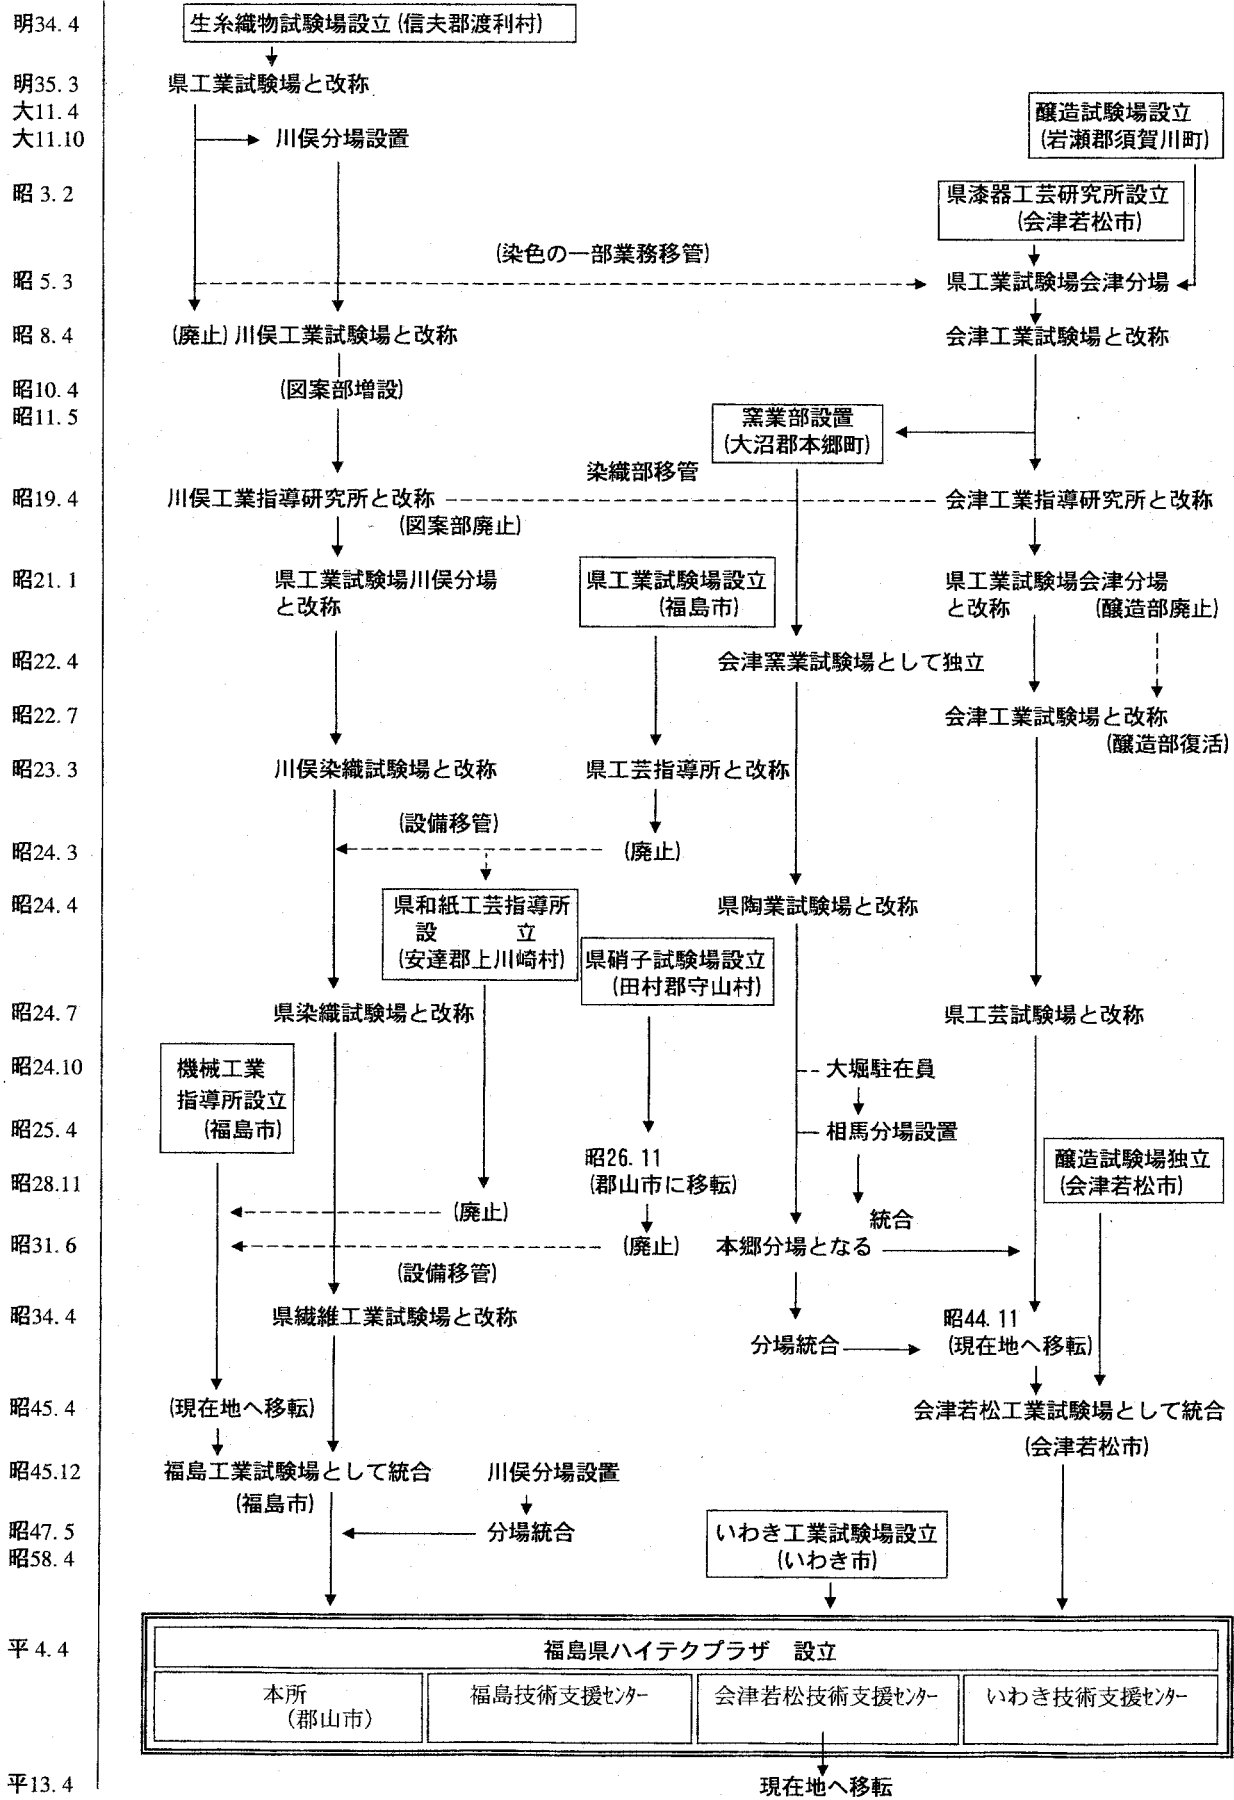 明34. 4
生糸織物試験場設立 (信夫郡渡利村)
明35. 3
県工業試験場と改称
大11. 4
醸造試験場設立
(岩瀬郡須賀川町)
大11.10
川俣分場設置
昭 3. 2
県漆器工芸研究所設立
(会津若松市)
(染色の一部業務移管)
昭 5. 3
県工業試験場会津分場
昭 8. 4
(廃止) 川俣工業試験場と改称
会津工業試験場と改称
昭10. 4
(図案部増設)
昭11. 5
窯業部設置
(大沼郡本郷町)
染織部移管
昭19. 4
川俣工業指導研究所と改称
(図案部廃止)
会津工業指導研究所と改称
昭21. 1
県工業試験場川俣分場
と改称
県工業試験場設立
(福島市)
県工業試験場会津分場
と改称
(醸造部廃止)
昭22. 4
会津窯業試験場として独立
昭22. 7
会津工業試験場と改称
(醸造部復活)
昭23. 3
川俣染織試験場と改称
県工芸指導所と改称
(設備移管)
昭24. 3
(廃止)
昭24. 4
県和紙工芸指導所
設 立
(安達郡上川崎村)
県陶業試験場と改称
県硝子試験場設立
(田村郡守山村)
昭24. 7
県染織試験場と改称
県工芸試験場と改称
昭24.10
機械工業
指導所設立
(福島市)
大堀駐在員
昭25. 4
相馬分場設置
昭26. 11
(郡山市に移転)
醸造試験場独立
(会津若松市)
昭28.11
(廃止)
統合
昭31. 6
(廃止)
本郷分場となる
(設備移管)
昭34. 4
県繊維工業試験場と改称
昭44. 11
(現在地へ移転)
分場統合
昭45. 4
(現在地へ移転)
会津若松工業試験場として統合
(会津若松市)
昭45.12
福島工業試験場として統合
(福島市)
川俣分場設置
昭47. 5
分場統合
いわき工業試験場設立
(いわき市)
昭58. 4
平 4. 4
福島県ハイテクプラザ 設立
本所
(郡山市)
福島技術支援ｾﾝﾀｰ
会津若松技術支援ｾﾝﾀｰ
いわき技術支援ｾﾝﾀｰ
平13. 4
現在地へ移転